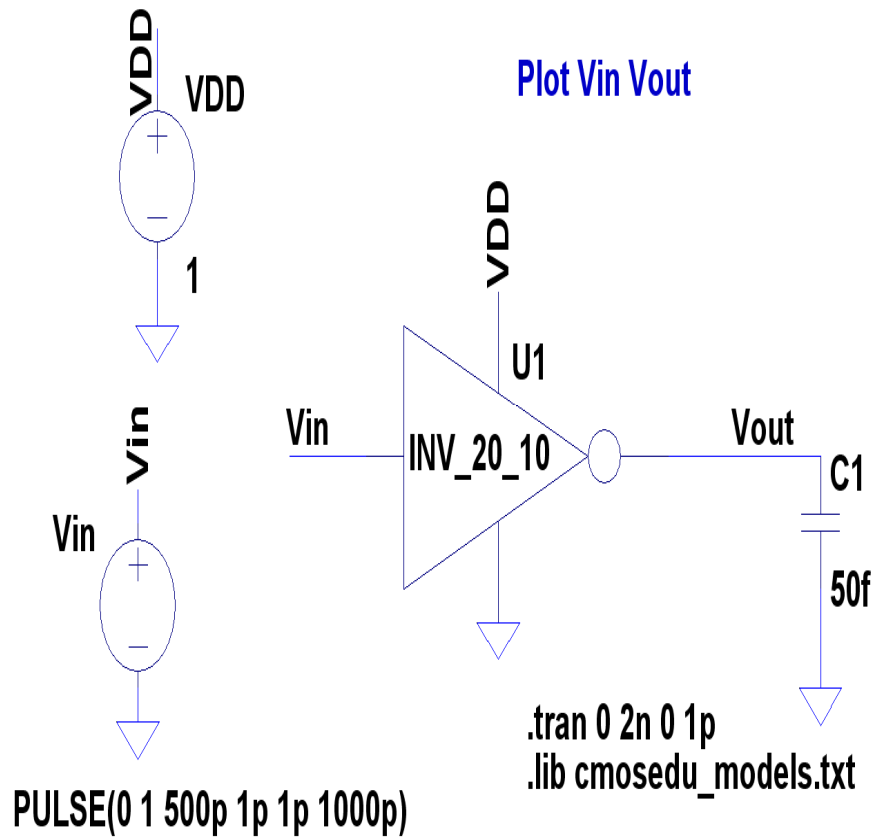 VDD
VDD
1
Plot Vin Vout
VDD
U1
Vin
INV_20_10
Vout
C1
50f
Vin
Vin
.tran 0 2n 0 1p
.lib cmosedu_models.txt
PULSE(0 1 500p 1p 1p 1000p)